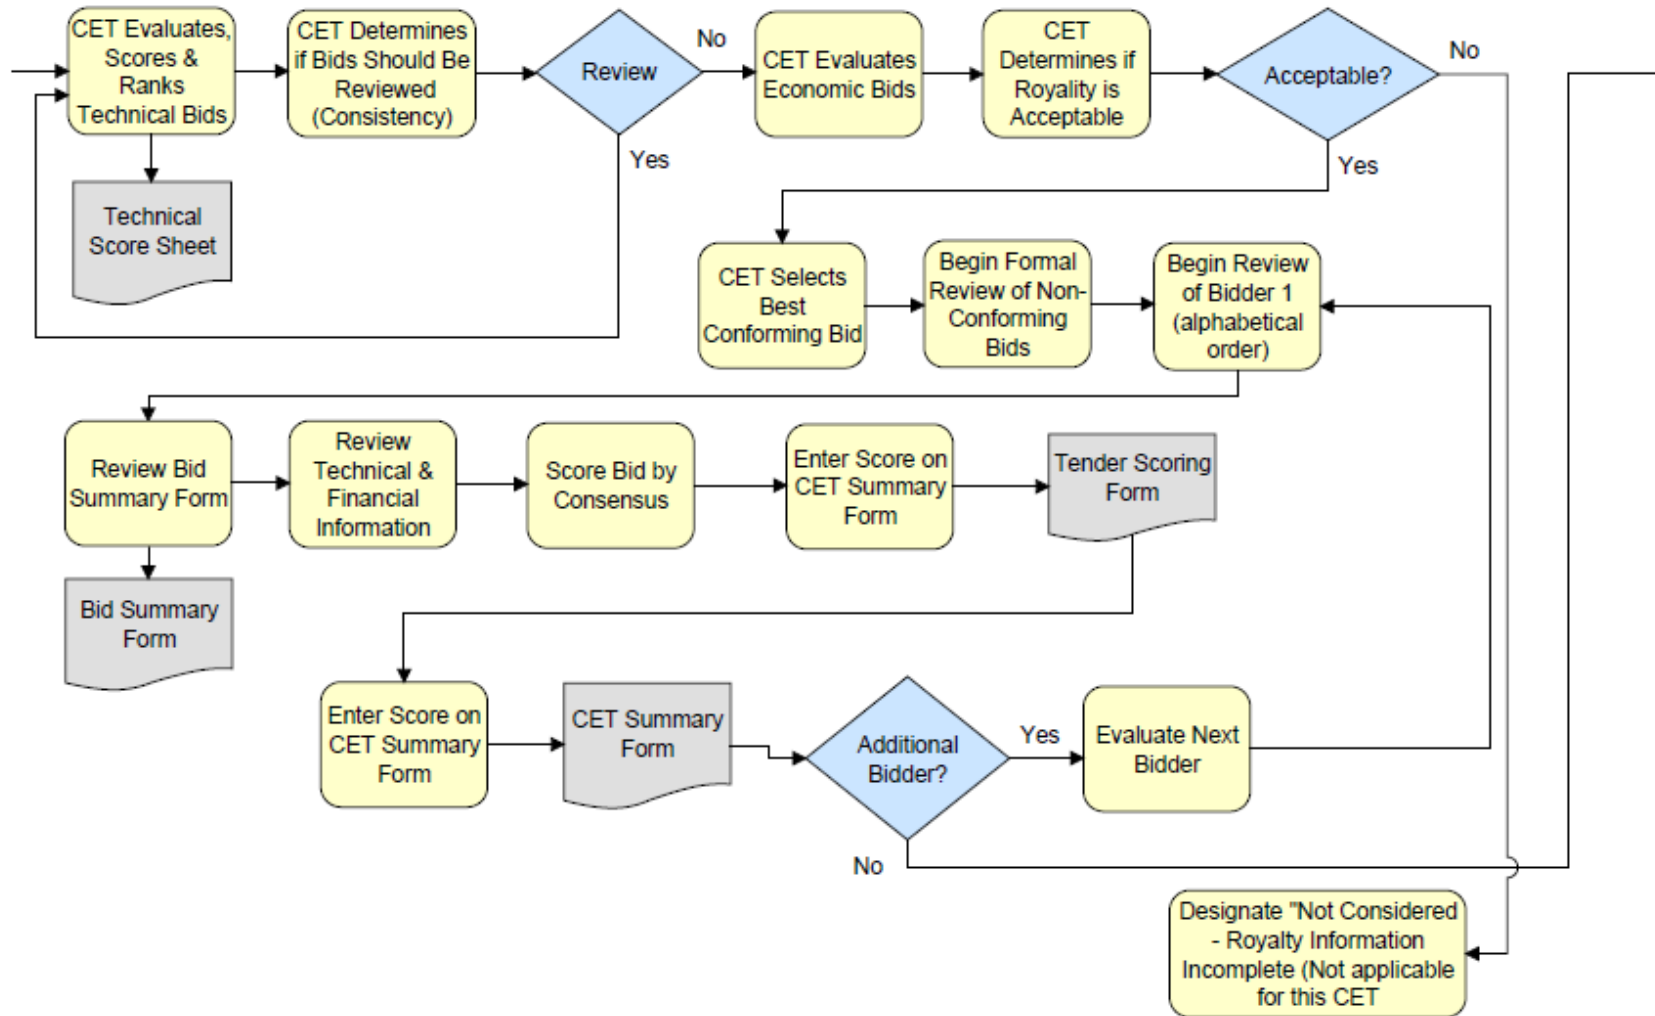 CET Evaluates,
Scores &
Ranks
Technical Bids
CET Determines
if Bids Should Be
Reviewed
(Consistency)
Review
No
CET Evaluates
Economic Bids
CET
Determines if
Royality is
Acceptable
Acceptable?
No
Yes
Yes
Technical
Score Sheet
CET Selects
Best
Conforming Bid
Begin Formal
Review of Non-
Conforming
Bids
Begin Review
of Bidder 1
(alphabetical
order)
Review Bid
Summary Form
Review
Technical &
Financial
Information
Score Bid by
Consensus
Enter Score on
CET Summary
Form
Tender Scoring
Form
Bid Summary
Form
Enter Score on
CET Summary
Form
CET Summary
Form
Additional
Bidder?
Yes
Evaluate Next
Bidder
No
Designate "Not Considered
- Royalty Information
Incomplete (Not applicable
for this CET